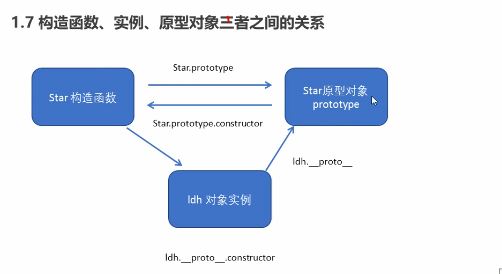 1.7 构造函数、实例、原型对象三者之间的关系
Star.prototype
Star 构造函数
Star原型对象
prototype
Star.prototype.constructor
ldh.__proto__
ldh 对象实例
ldh.__proto__.constructor